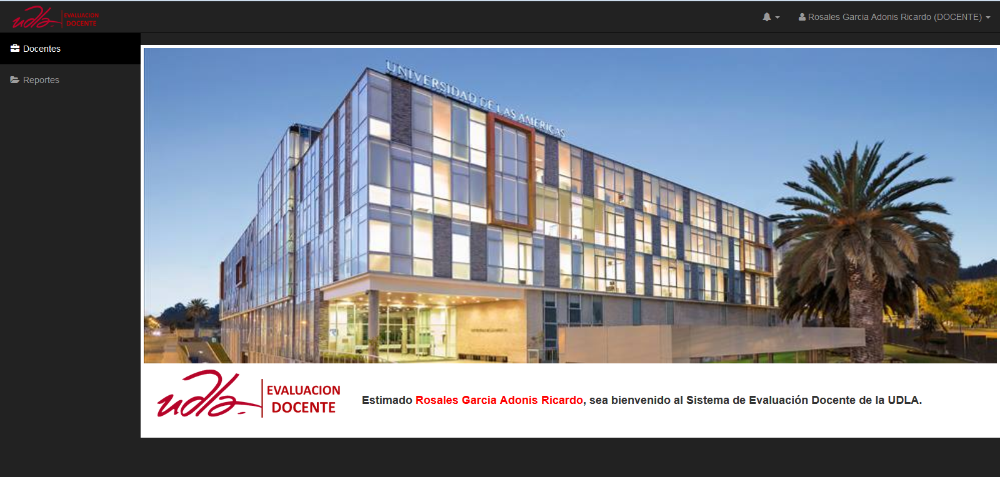 udla.
EVALUACION
DOCENTE
Rosales Garcia Adonis Ricardo (DOCENTE)
Docentes
Reportes
UNIVERSIDAD DE LAS AMERICAS
udla.
EVALUACION
DOCENTE
Estimado Rosales Garcia Adonis Ricardo, sea bienvenido al Sistema de Evaluación Docente de la UDLA.